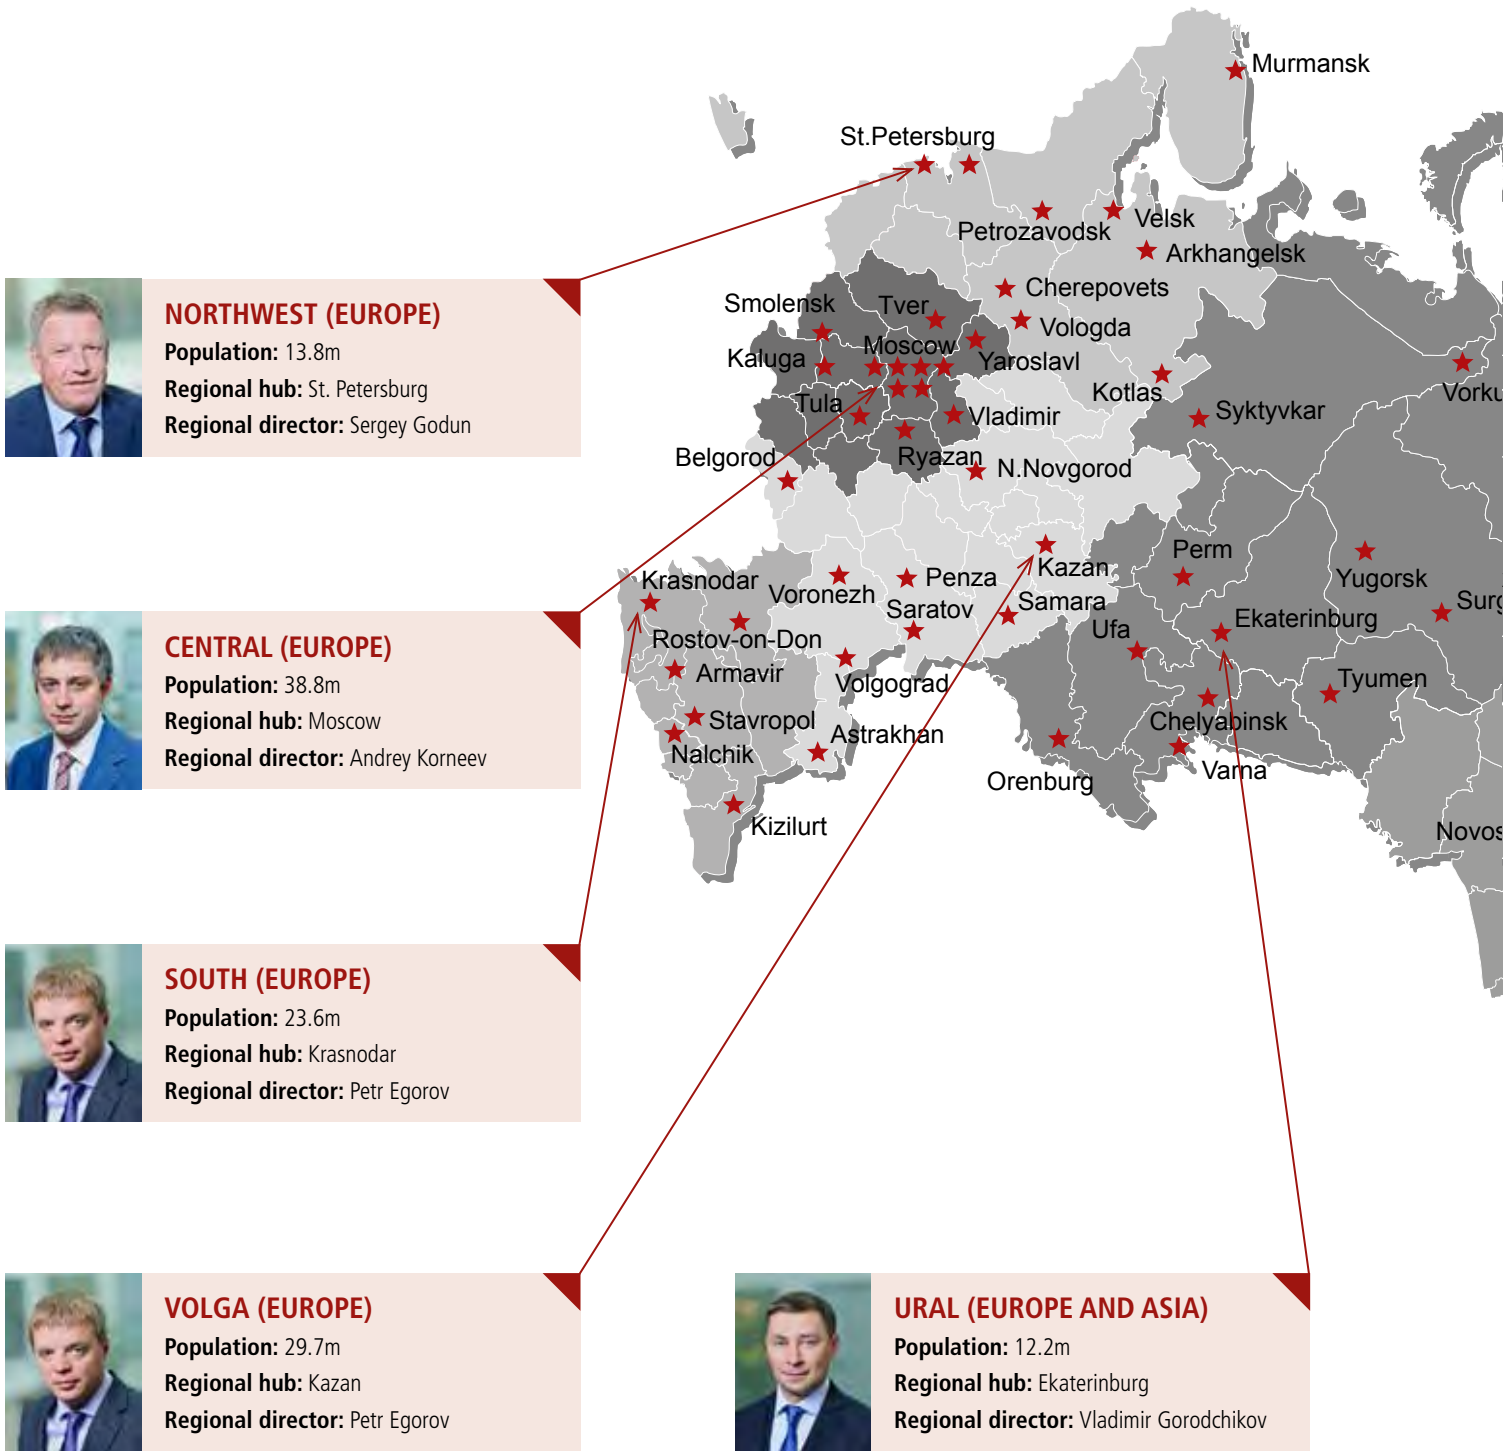 Murmansk
St.Petersburg
Petrozavodsk
Velsk
Arkhangelsk
Cherepovets
Vologda
Smolensk
Tver
Moscow
Yaroslavl
Kaluga
Kotlas
Vorku
Tula
Vladimir
Syktyvkar
Belgorod
Ryazan
N.Novgorod
Krasnodar
Voronezh
Penza
Kazan
Perm
Yugorsk
Saratov
Samara
Surg
Rostov-on-Don
Ufa
Ekaterinburg
Armavir
Volgograd
Tyumen
Stavropol
Astrakhan
Chelyabinsk
Nalchik
Orenburg
Varna
Kizilurt
Novos
NORTHWEST (EUROPE)
Population: 13.8m
Regional hub: St. Petersburg
Regional director: Sergey Godun
CENTRAL (EUROPE)
Population: 38.8m
Regional hub: Moscow
Regional director: Andrey Korneev
SOUTH (EUROPE)
Population: 23.6m
Regional hub: Krasnodar
Regional director: Petr Egorov
VOLGA (EUROPE)
Population: 29.7m
Regional hub: Kazan
Regional director: Petr Egorov
URAL (EUROPE AND ASIA)
Population: 12.2m
Regional hub: Ekaterinburg
Regional director: Vladimir Gorodchikov